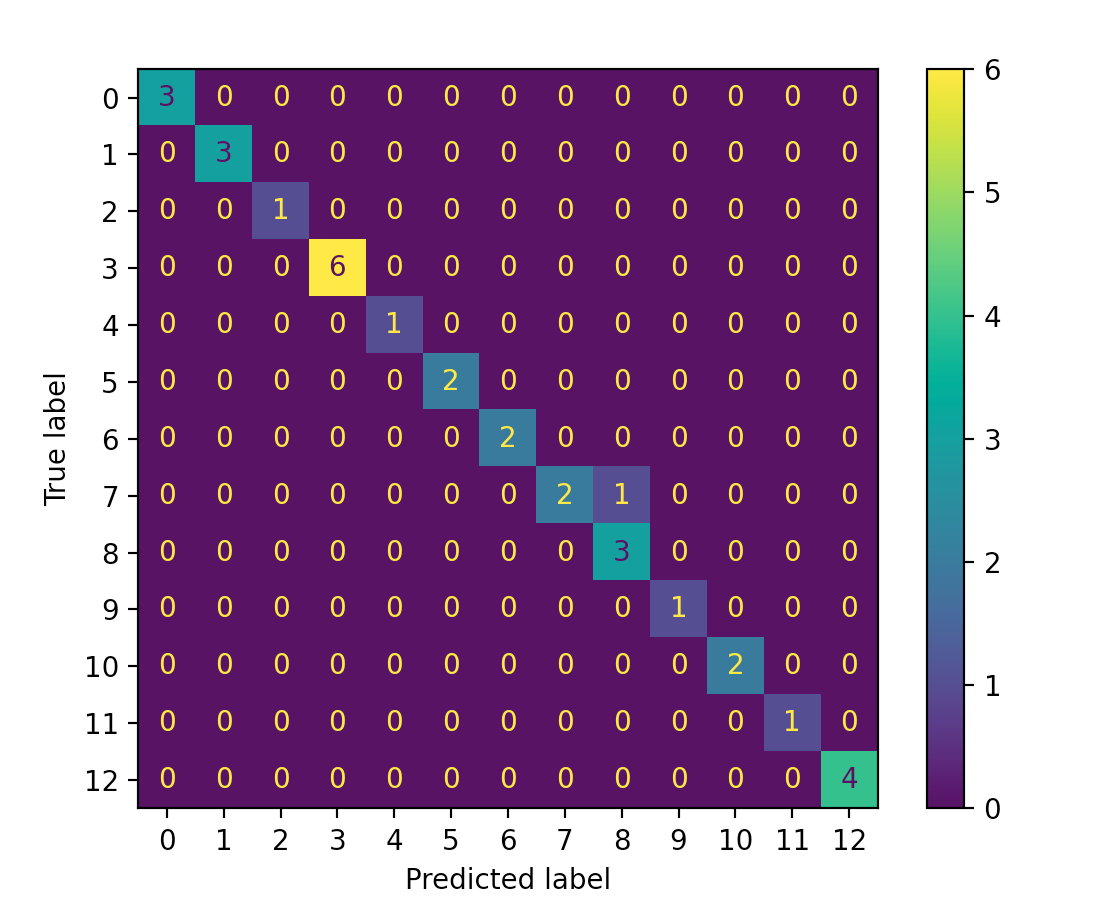 0 3 0 0 0 0 0 0 0 0 0 0 0 0
1 0 3 0 0 0 0 0 0 0 0 0 0 0
2 0 0 1 0 0 0 0 0 0 0 0 0 0
3 0 0 0 6 0 0 0 0 0 0 0 0 0
4 0 0 0 0 1 0 0 0 0 0 0 0 0
5 0 0 0 0 0 2 0 0 0 0 0 0 0
6 0 0 0 0 0 0 2 0 0 0 0 0 0
7 0 0 0 0 0 0 0 2 1 0 0 0 0
8 0 0 0 0 0 0 0 0 3 0 0 0 0
9 0 0 0 0 0 0 0 0 0 1 0 0 0
10 0 0 0 0 0 0 0 0 0 0 2 0 0
11 0 0 0 0 0 0 0 0 0 0 0 1 0
12 0 0 0 0 0 0 0 0 0 0 0 0 4
0 1 2 3 4 5 6 7 8 9 10 11 12
Predicted label
True label
6
5
4
3
2
1
0